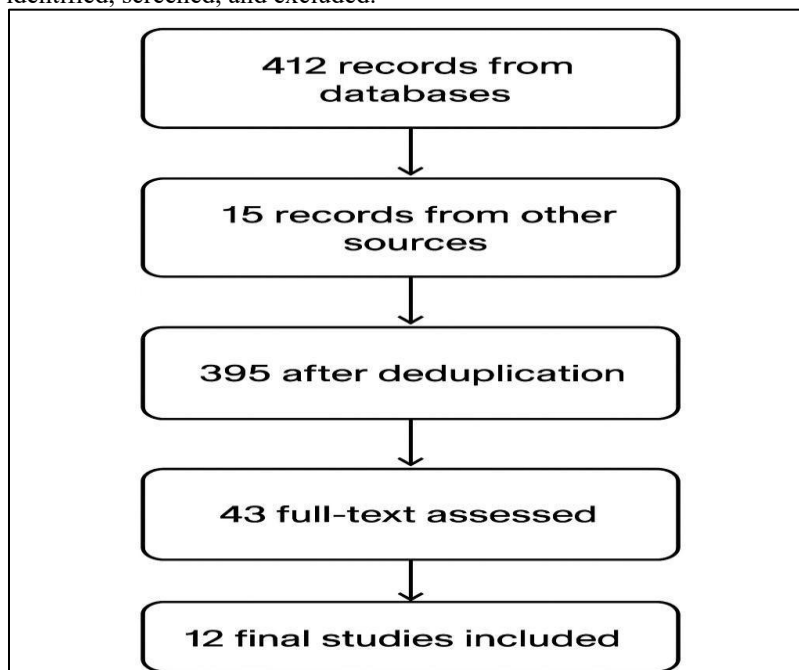 identified, screened, and excluded.
412 records from
databases
15 records from other
sources
395 after deduplication
43 full-text assessed
12 final studies included